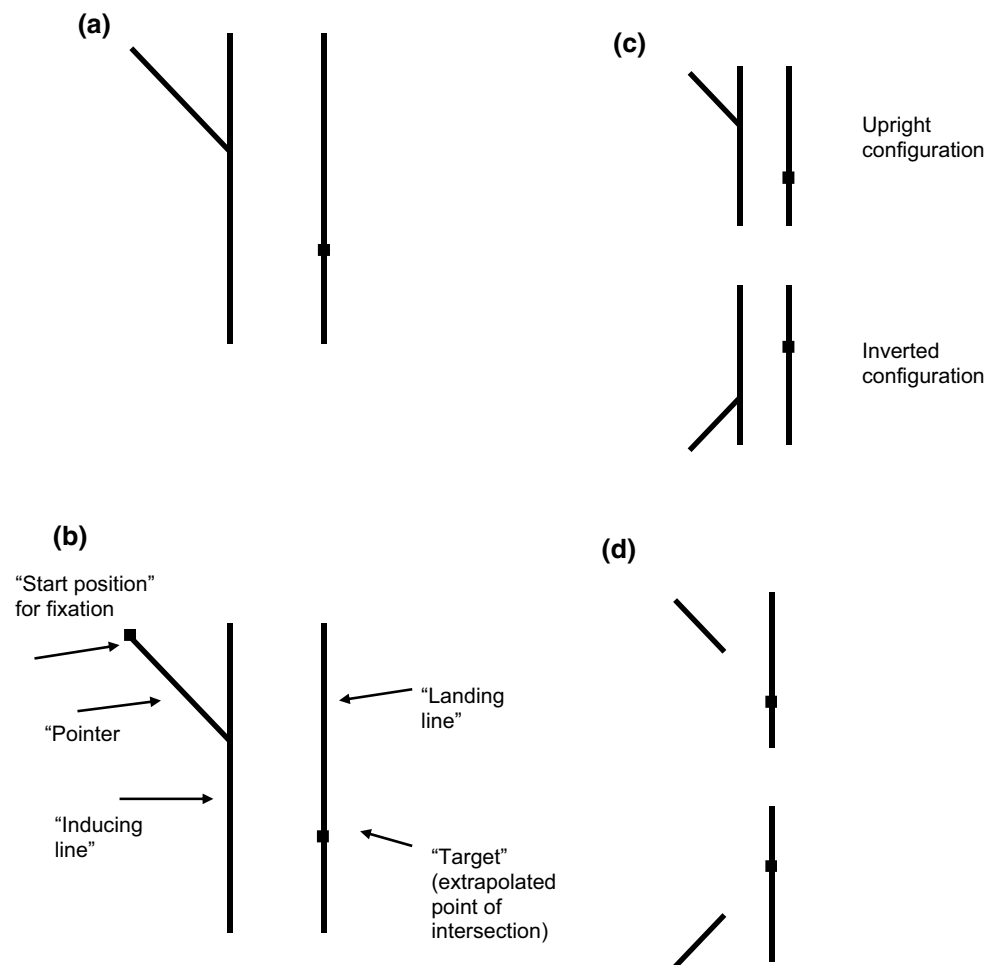 (a)
(c)
Upright
configuration
Inverted
configuration
(b)
“Start position”
for fixation
“Pointer
“Inducing
line”
“Landing
line”
“Target”
(extrapolated
point of
intersection)
(d)